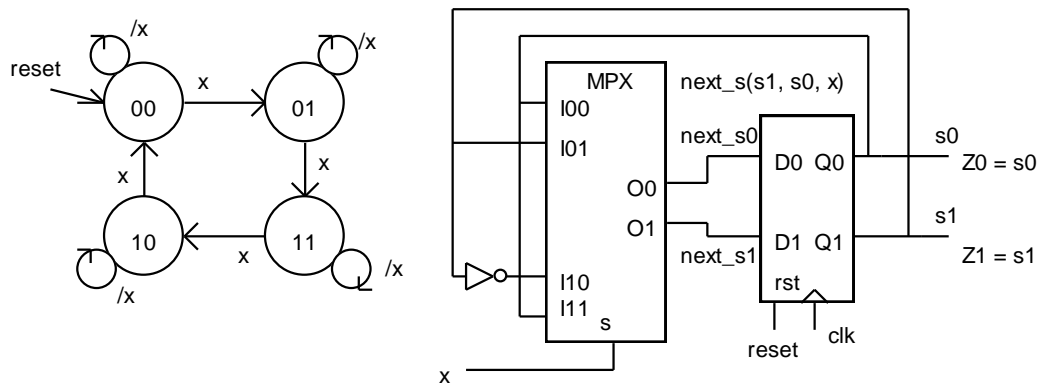 /x
/x
reset
x
00
01
x
x
10
11
x
/x
/x
MPX
next_s(s1, s0, x)
I00
next_s0
s0
I01
D0
Q0
Z0 = s0
O0
s1
O1
D1
Q1
next_s1
Z1 = s1
I10
rst
I11
s
reset
clk
x